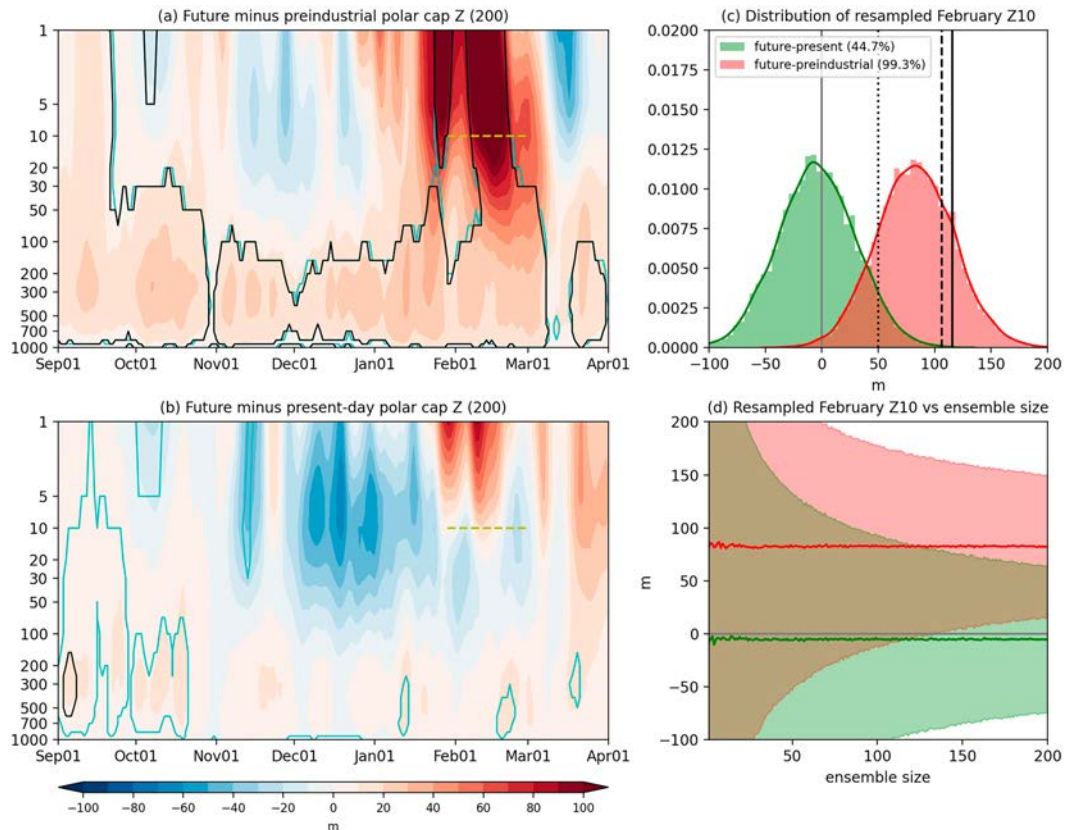 (a) Future minus preindustrial polar cap Z (200)
1
5
10
20
30
50
100
200
300
500
700
1000
Sep01 Oct01 Nov01 Dec01 Jan01 Feb01 Mar01 Apr01
(c) Distribution of resampled February Z10
future-present (44.7%)
future-preindustrial (99.3%)
0.0200
0.0175
0.0150
0.0125
0.0100
0.0075
0.0050
0.0025
0.0000
−100 −50 0 50 100 150 200
m
(b) Future minus present-day polar cap Z (200)
1
5
10
20
30
50
100
200
300
500
700
1000
Sep01 Oct01 Nov01 Dec01 Jan01 Feb01 Mar01 Apr01
−100 −80 −60 −40 −20 0 20 40 60 80 100
m
(d) Resampled February Z10 vs ensemble size
200
150
100
50
0
−50
−100
m
50 100 150 200
ensemble size